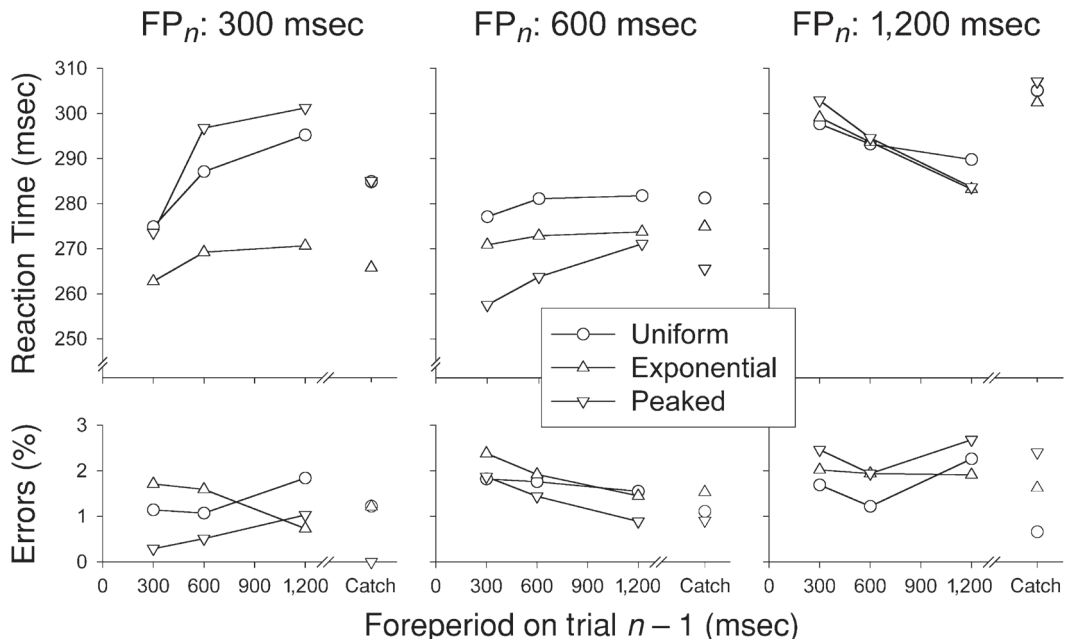 FPn: 300 msec
FPn: 600 msec
FPn: 1,200 msec
Reaction Time (msec)
310
300
290
280
270
260
250
Uniform
Exponential
Peaked
Errors (%)
3
2
1
0
0 300 600 900 1,200 Catch
0 300 600 900 1,200 Catch
0 300 600 900 1,200 Catch
Foreperiod on trial n – 1 (msec)